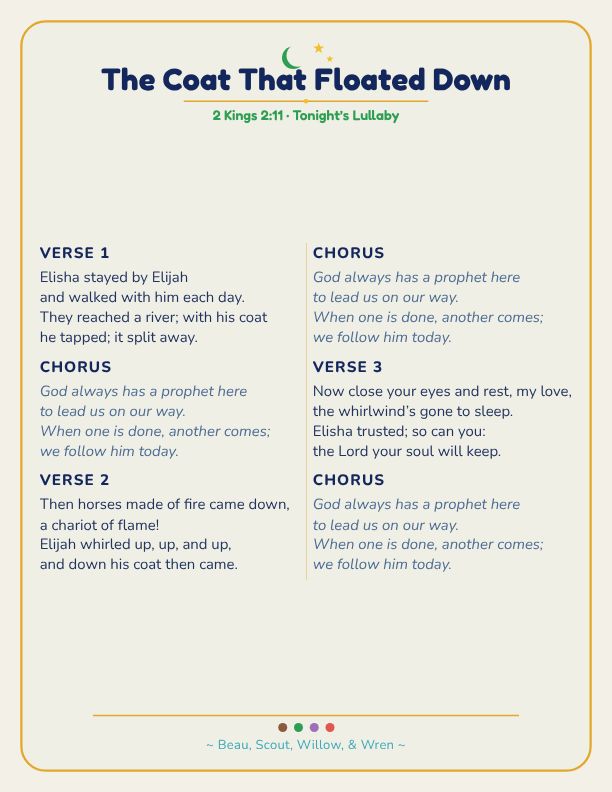 The Coat That Floated Down
2 Kings 2:11 · Tonight's Lullaby
VERSE 1
Elisha stayed by Elijah
and walked with him each day.
They reached a river; with his coat
he tapped; it split away.
CHORUS
God always has a prophet here
to lead us on our way.
When one is done, another comes;
we follow him today.
VERSE 2
Then horses made of fire came down,
a chariot of flame!
Elijah whirled up, up, and up,
and down his coat then came.
CHORUS
God always has a prophet here
to lead us on our way.
When one is done, another comes;
we follow him today.
VERSE 3
Now close your eyes and rest, my love,
the whirlwind's gone to sleep.
Elisha trusted; so can you:
the Lord your soul will keep.
CHORUS
God always has a prophet here
to lead us on our way.
When one is done, another comes;
we follow him today.
~ Beau, Scout, Willow, & Wren ~